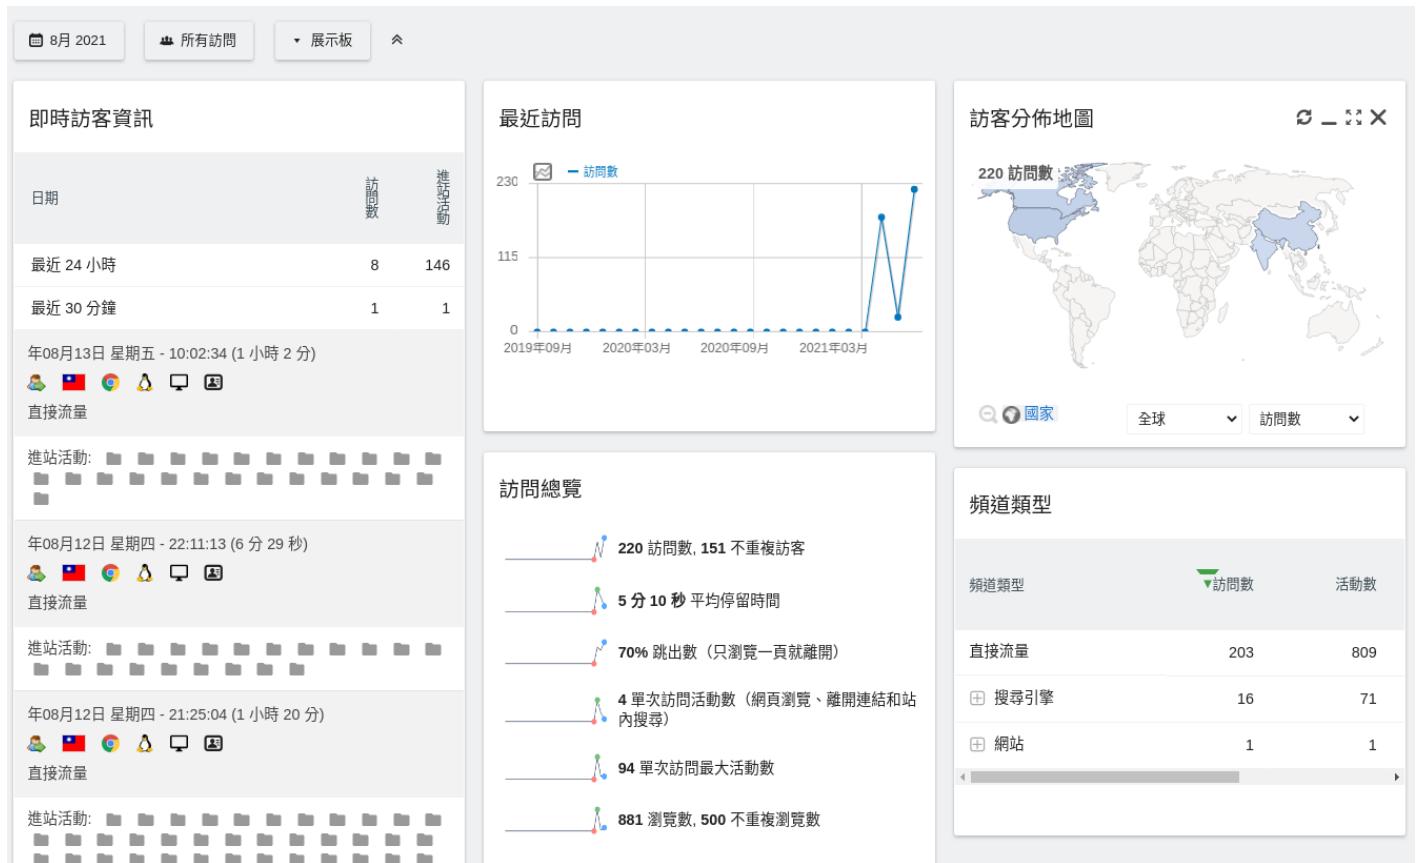 8月 2021
所有訪問
展示板
即時訪客資訊
日期
訪問數
進站活動
最近 24 小時
8
146
最近 30 分鐘
1
1
年08月13日 星期五 - 10:02:34 (1 小時 2 分)
直接流量
進站活動:
年08月12日 星期四 - 22:11:13 (6 分 29 秒)
直接流量
進站活動:
年08月12日 星期四 - 21:25:04 (1 小時 20 分)
直接流量
進站活動:
最近訪問
訪問數
230
115
0
2019年09月
2020年03月
2020年09月
2021年03月
訪問總覽
220 訪問數, 151 不重複訪客
5 分 10 秒 平均停留時間
70% 跳出數（只瀏覽一頁就離開）
4 單次訪問活動數（網頁瀏覽、離開連結和站
內搜尋）
94 單次訪問最大活動數
881 瀏覽數, 500 不重複瀏覽數
訪客分佈地圖
220 訪問數
國家
全球
訪問數
頻道類型
頻道類型
訪問數
活動數
直接流量
203
809
搜尋引擎
16
71
網站
1
1